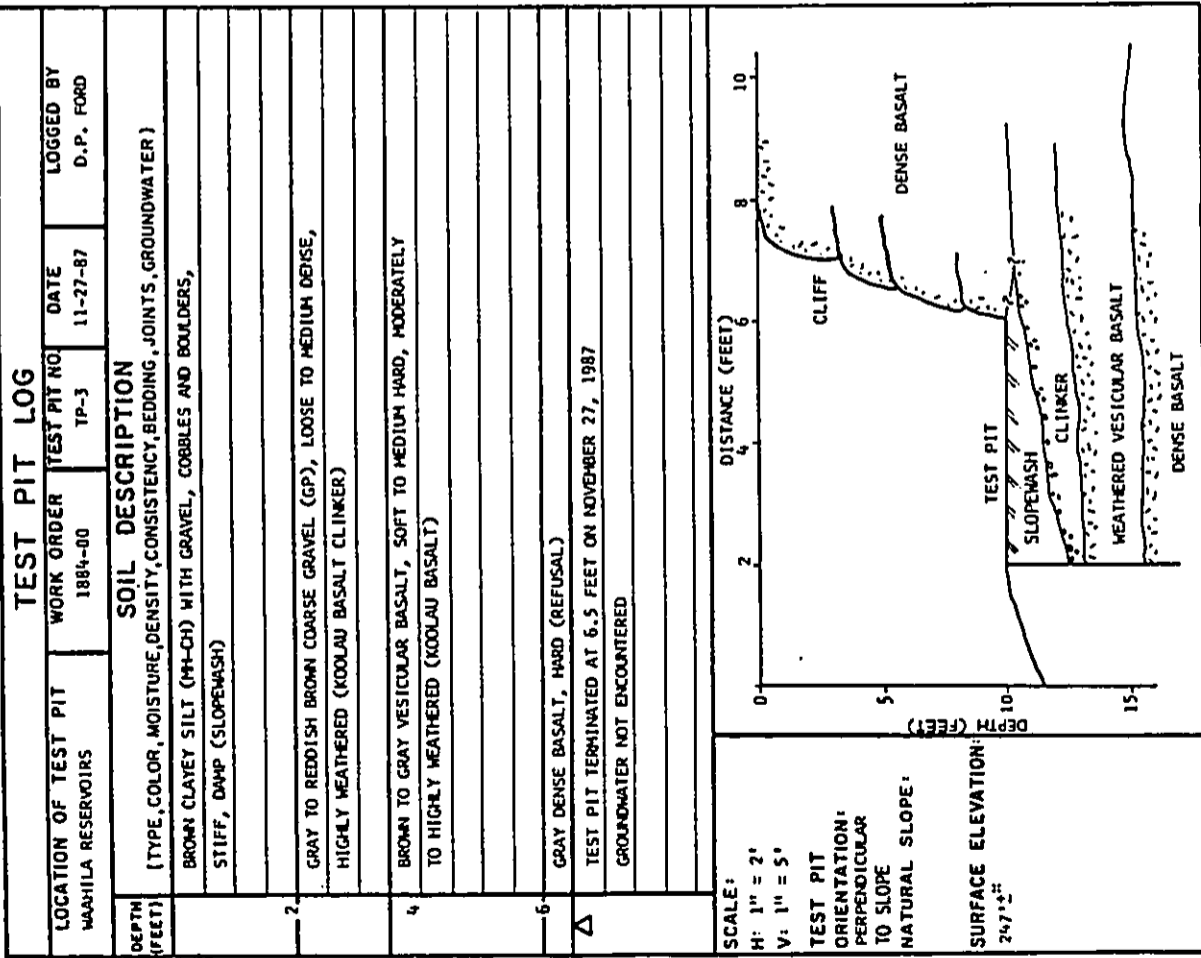 TEST PIT LOG
LOCATION OF TEST PIT
WAAHILA RESERVOIRS
WORK ORDER
1884-00
TEST PIT NO.
TP-3
DATE
11-27-87
LOGGED BY
D.P. FORD
DEPTH
(FEET)
SOIL DESCRIPTION
[TYPE,COLOR,MOISTURE,DENSITY,CONSISTENCY,BEDDING,JOINTS,GROUNDWATER)
BROWN CLAYEY SILT (MH-CH) WITH GRAVEL, COBBLES AND BOULDERS,
STIFF, DAMP (SLOPEWASH)
2
GRAY TO REDDISH BROWN COARSE GRAVEL (GP), LOOSE TO MEDIUM DENSE,
HIGHLY WEATHERED (KOOLAU BASALT CLINKER)
4
BROWN TO GRAY VESICULAR BASALT, SOFT TO MEDIUM HARD, MODERATELY
TO HIGHLY WEATHERED (KOOLAU BASALT)
6
GRAY DENSE BASALT, HARD (REFUSAL)
TEST PIT TERMINATED AT 6.5 FEET ON NOVEMBER 27, 1987
GROUNDWATER NOT ENCOUNTERED
SCALE:
H: 1" = 2'
V: 1" = 5'
TEST PIT
ORIENTATION:
PERPENDICULAR
TO SLOPE
NATURAL SLOPE:
SURFACE ELEVATION:
DISTANCE (FEET)
2
4
6
8
10
DEPTH (FEET)
0
5
10
15
CLIFF
DENSE BASALT
TEST PIT
SLOPEWASH
CLINKER
WEATHERED VESICULAR BASALT
DENSE BASALT